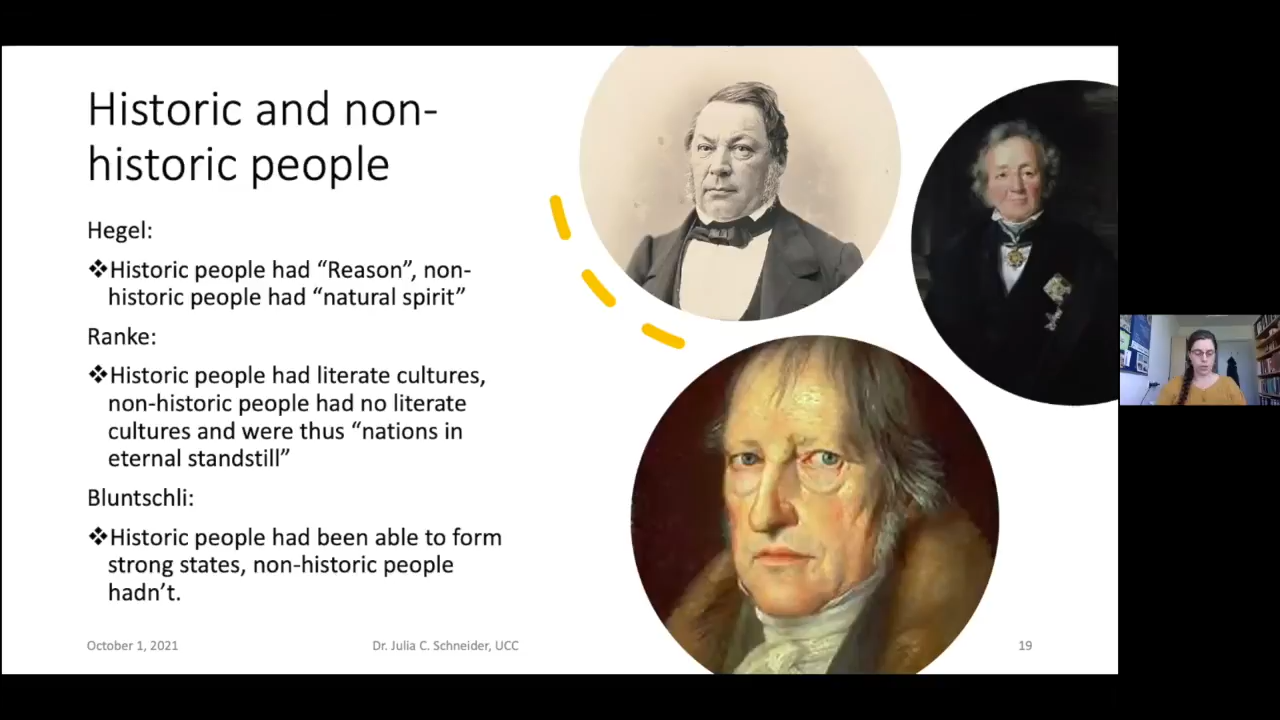 Historic and non-
historic people
Hegel:
❖Historic people had “Reason”, non-
historic people had “natural spirit”
Ranke:
❖Historic people had literate cultures,
non-historic people had no literate
cultures and were thus “nations in
eternal standstill”
Bluntschli:
❖Historic people had been able to form
strong states, non-historic people
hadn’t.
October 1, 2021
Dr. Julia C. Schneider, UCC
19